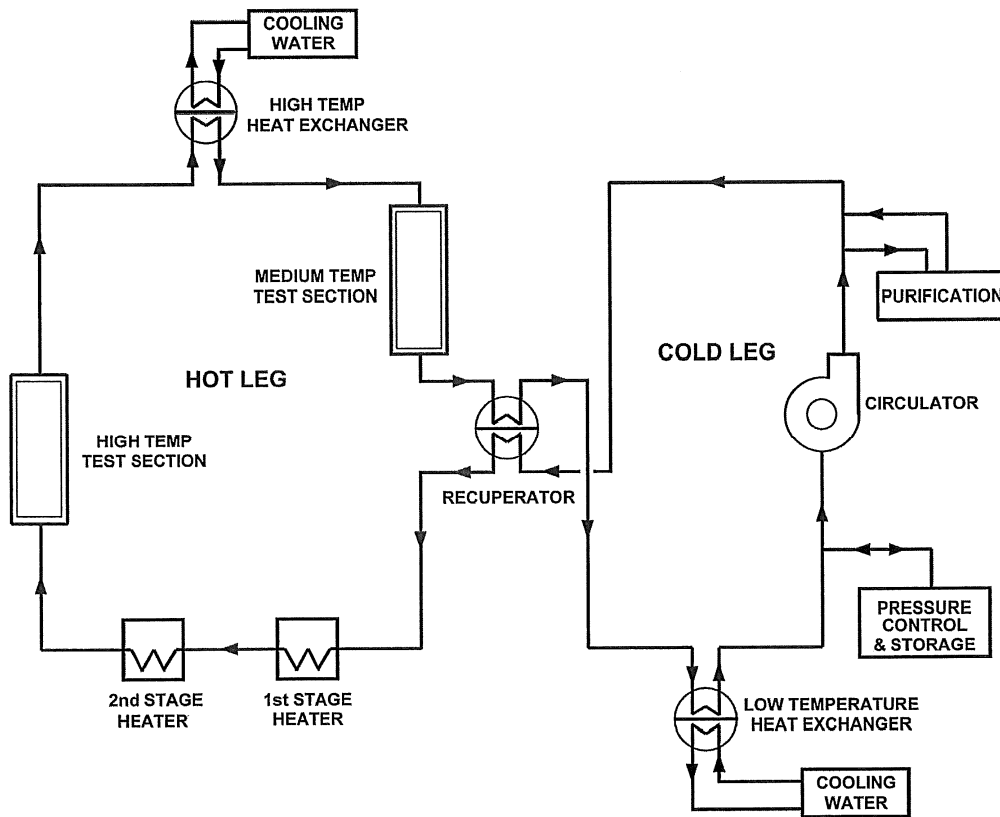 COOLING
WATER
HIGH TEMP
HEAT EXCHANGER
MEDIUM TEMP
TEST SECTION
PURIFICATION
HOT LEG
COLD LEG
CIRCULATOR
HIGH TEMP
TEST SECTION
RECUPERATOR
PRESSURE
CONTROL
& STORAGE
2nd STAGE
HEATER
1st STAGE
HEATER
LOW TEMPERATURE
HEAT EXCHANGER
COOLING
WATER